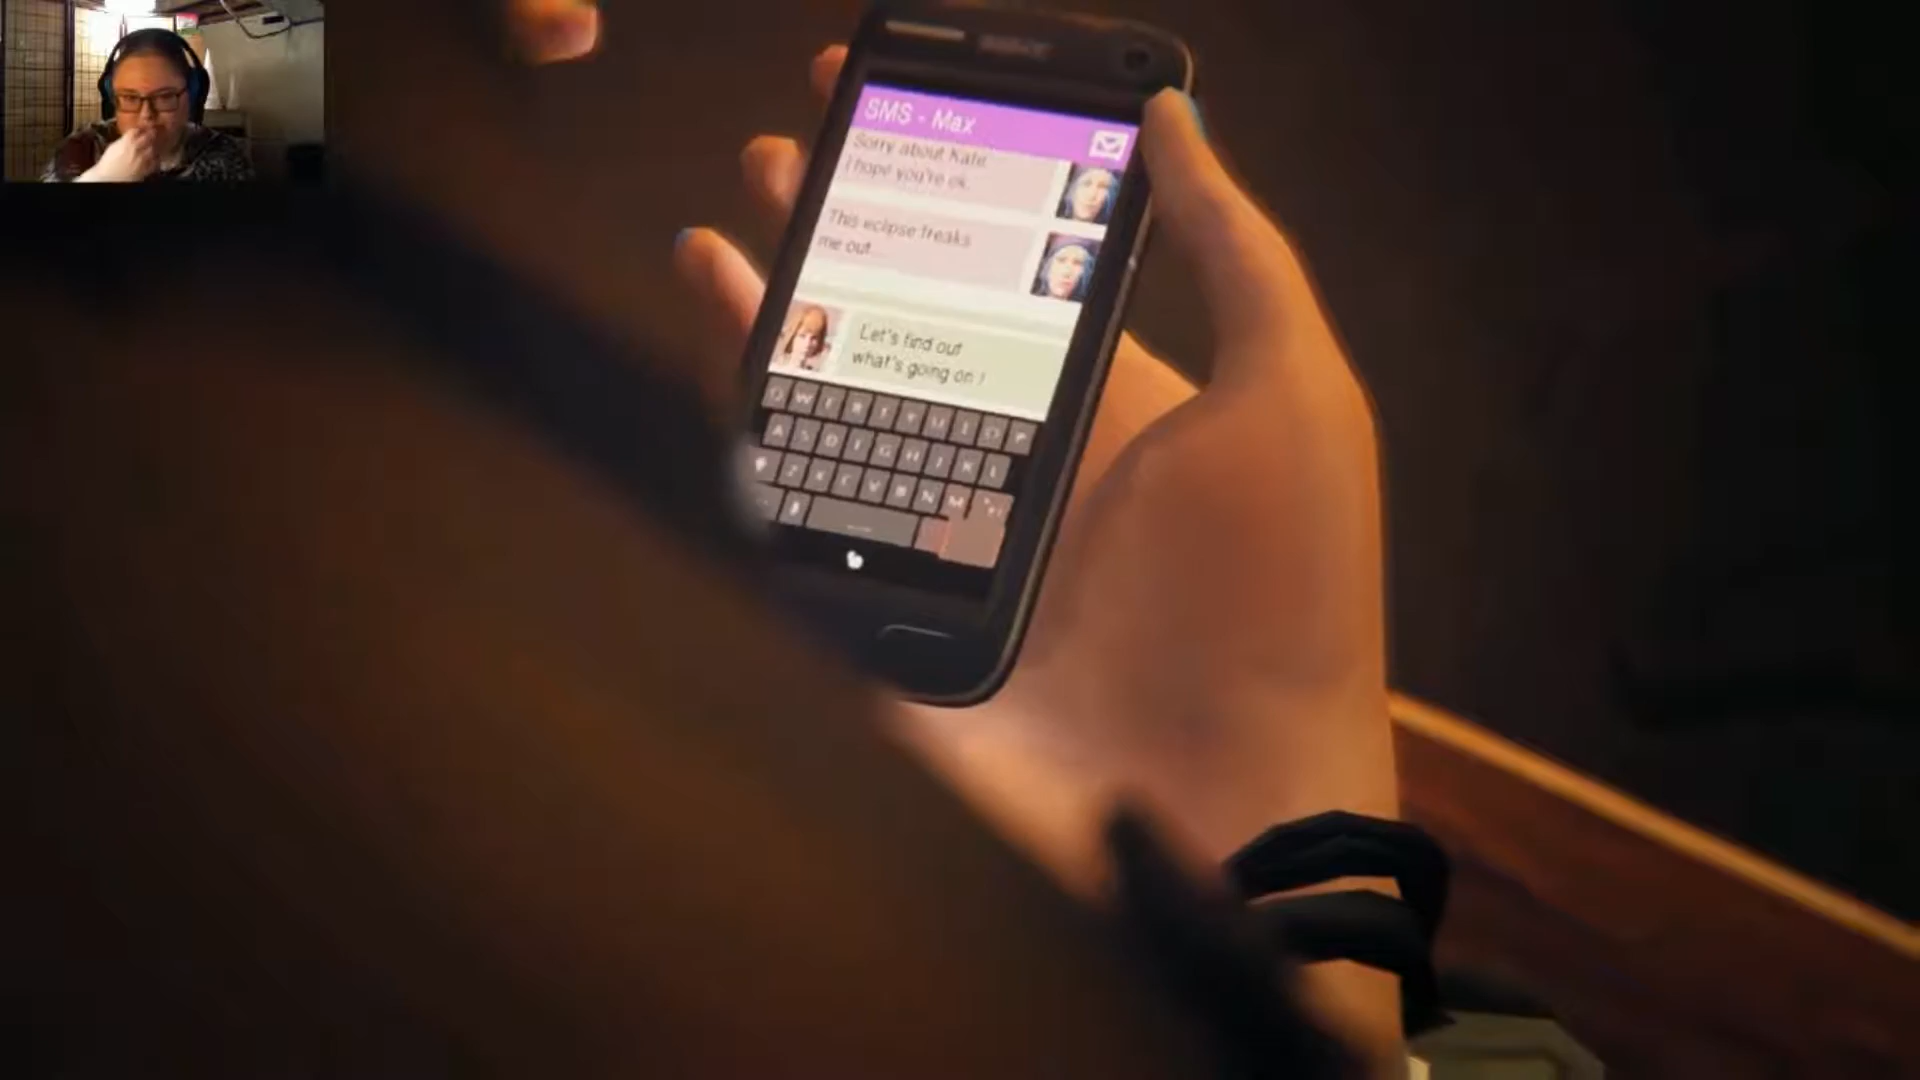 SMS - Max
Sorry about Kate.
I hope you're ok.
This eclipse freaks
me out...
Let's find out
what's going on !
Q W E R T Y U I O P
A S D F G H J K L
Z X C V B N M